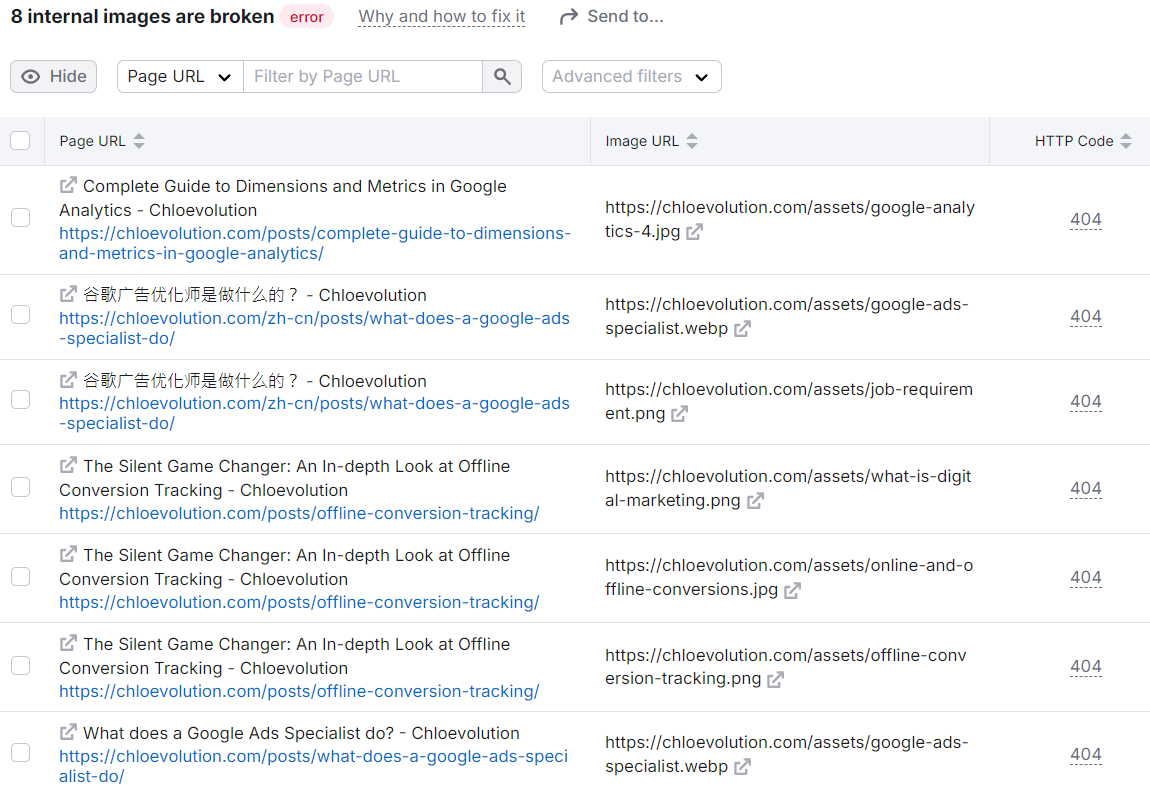 8 internal images are broken error Why and how to fix it Send to...
Hide Page URL Filter by Page URL Advanced filters
Page URL Image URL HTTP Code
Complete Guide to Dimensions and Metrics in Google
Analytics - Chloevolution
https://chloevolution.com/posts/complete-guide-to-dimensions-
and-metrics-in-google-analytics/
https://chloevolution.com/assets/google-analy
tics-4.jpg
404
谷歌广告优化师是做什么的？ - Chloevolution
https://chloevolution.com/zh-cn/posts/what-does-a-google-ads
-specialist-do/
https://chloevolution.com/assets/google-ads-
specialist.webp
404
谷歌广告优化师是做什么的？ - Chloevolution
https://chloevolution.com/zh-cn/posts/what-does-a-google-ads
-specialist-do/
https://chloevolution.com/assets/job-requirem
ent.png
404
The Silent Game Changer: An In-depth Look at Offline
Conversion Tracking - Chloevolution
https://chloevolution.com/posts/offline-conversion-tracking/
https://chloevolution.com/assets/what-is-digit
al-marketing.png
404
The Silent Game Changer: An In-depth Look at Offline
Conversion Tracking - Chloevolution
https://chloevolution.com/posts/offline-conversion-tracking/
https://chloevolution.com/assets/online-and-o
ffline-conversions.jpg
404
The Silent Game Changer: An In-depth Look at Offline
Conversion Tracking - Chloevolution
https://chloevolution.com/posts/offline-conversion-tracking/
https://chloevolution.com/assets/offline-conv
ersion-tracking.png
404
What does a Google Ads Specialist do? - Chloevolution
https://chloevolution.com/posts/what-does-a-google-ads-speci
alist-do/
https://chloevolution.com/assets/google-ads-
specialist.webp
404